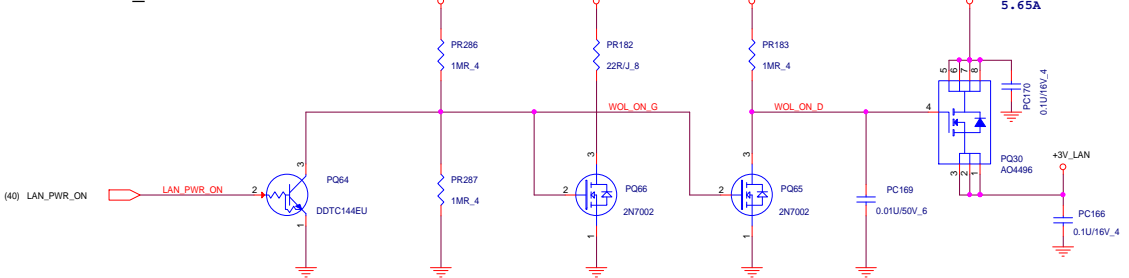 5.65A
PR286
1MR_4
PR182
22R/J_8
PR183
1MR_4
5
6
7
8
PC170
0.1U/16V_4
WOL_ON_G
WOL_ON_D
4
3
PQ64
3
3
PQ30
AO4496
+3V_LAN
(40) LAN_PWR_ON
LAN_PWR_ON
2
DDTC144EU
1
PR287
1MR_4
2
PQ66
2N7002
1
2
PQ65
2N7002
1
PC169
0.01U/50V_6
3
2
1
PC166
0.1U/16V_4